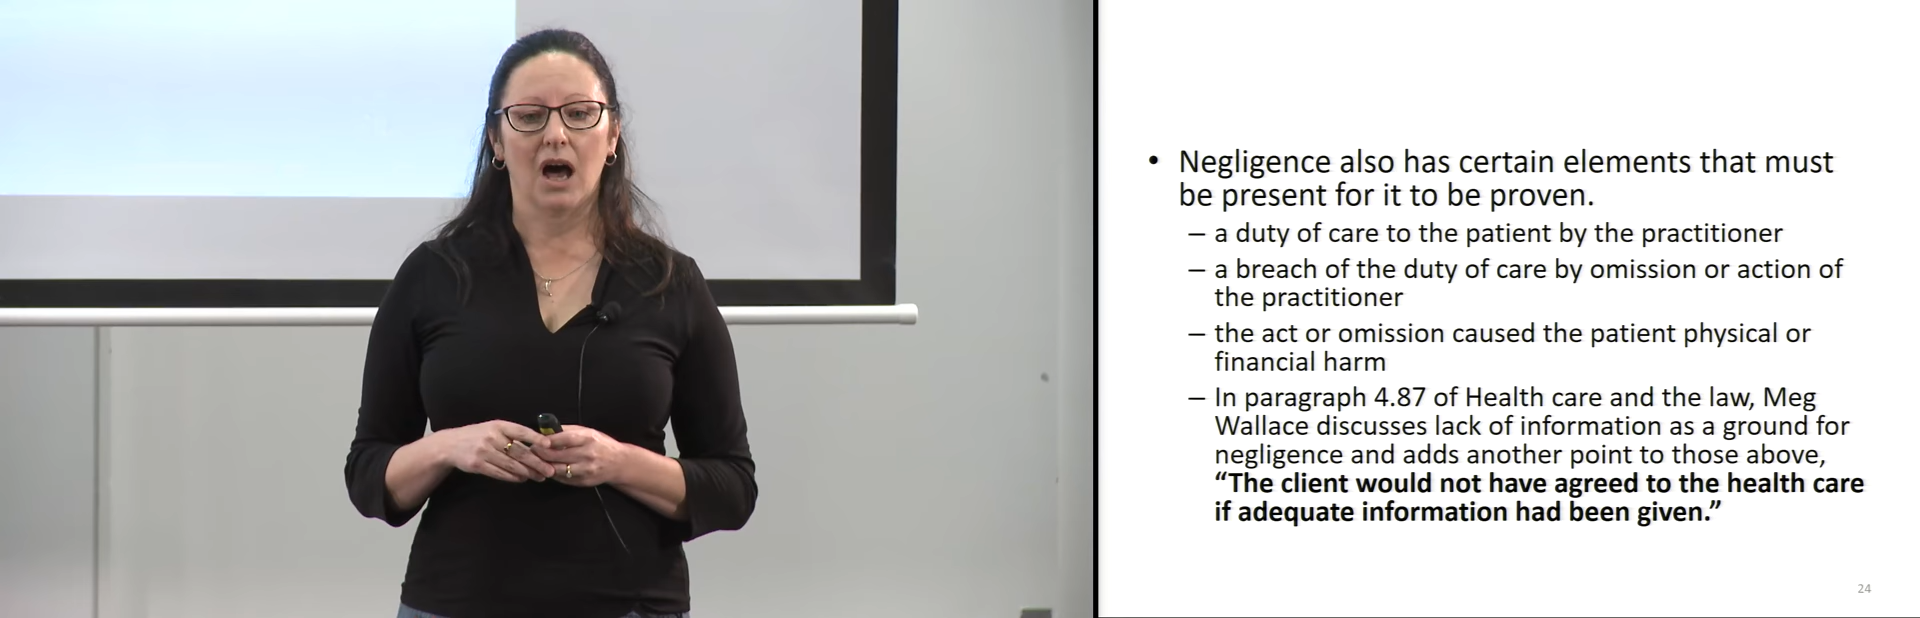 • Negligence also has certain elements that must
be present for it to be proven.
– a duty of care to the patient by the practitioner
– a breach of the duty of care by omission or action of
the practitioner
– the act or omission caused the patient physical or
financial harm
– In paragraph 4.87 of Health care and the law, Meg
Wallace discusses lack of information as a ground for
negligence and adds another point to those above,
“The client would not have agreed to the health care
if adequate information had been given.”
24